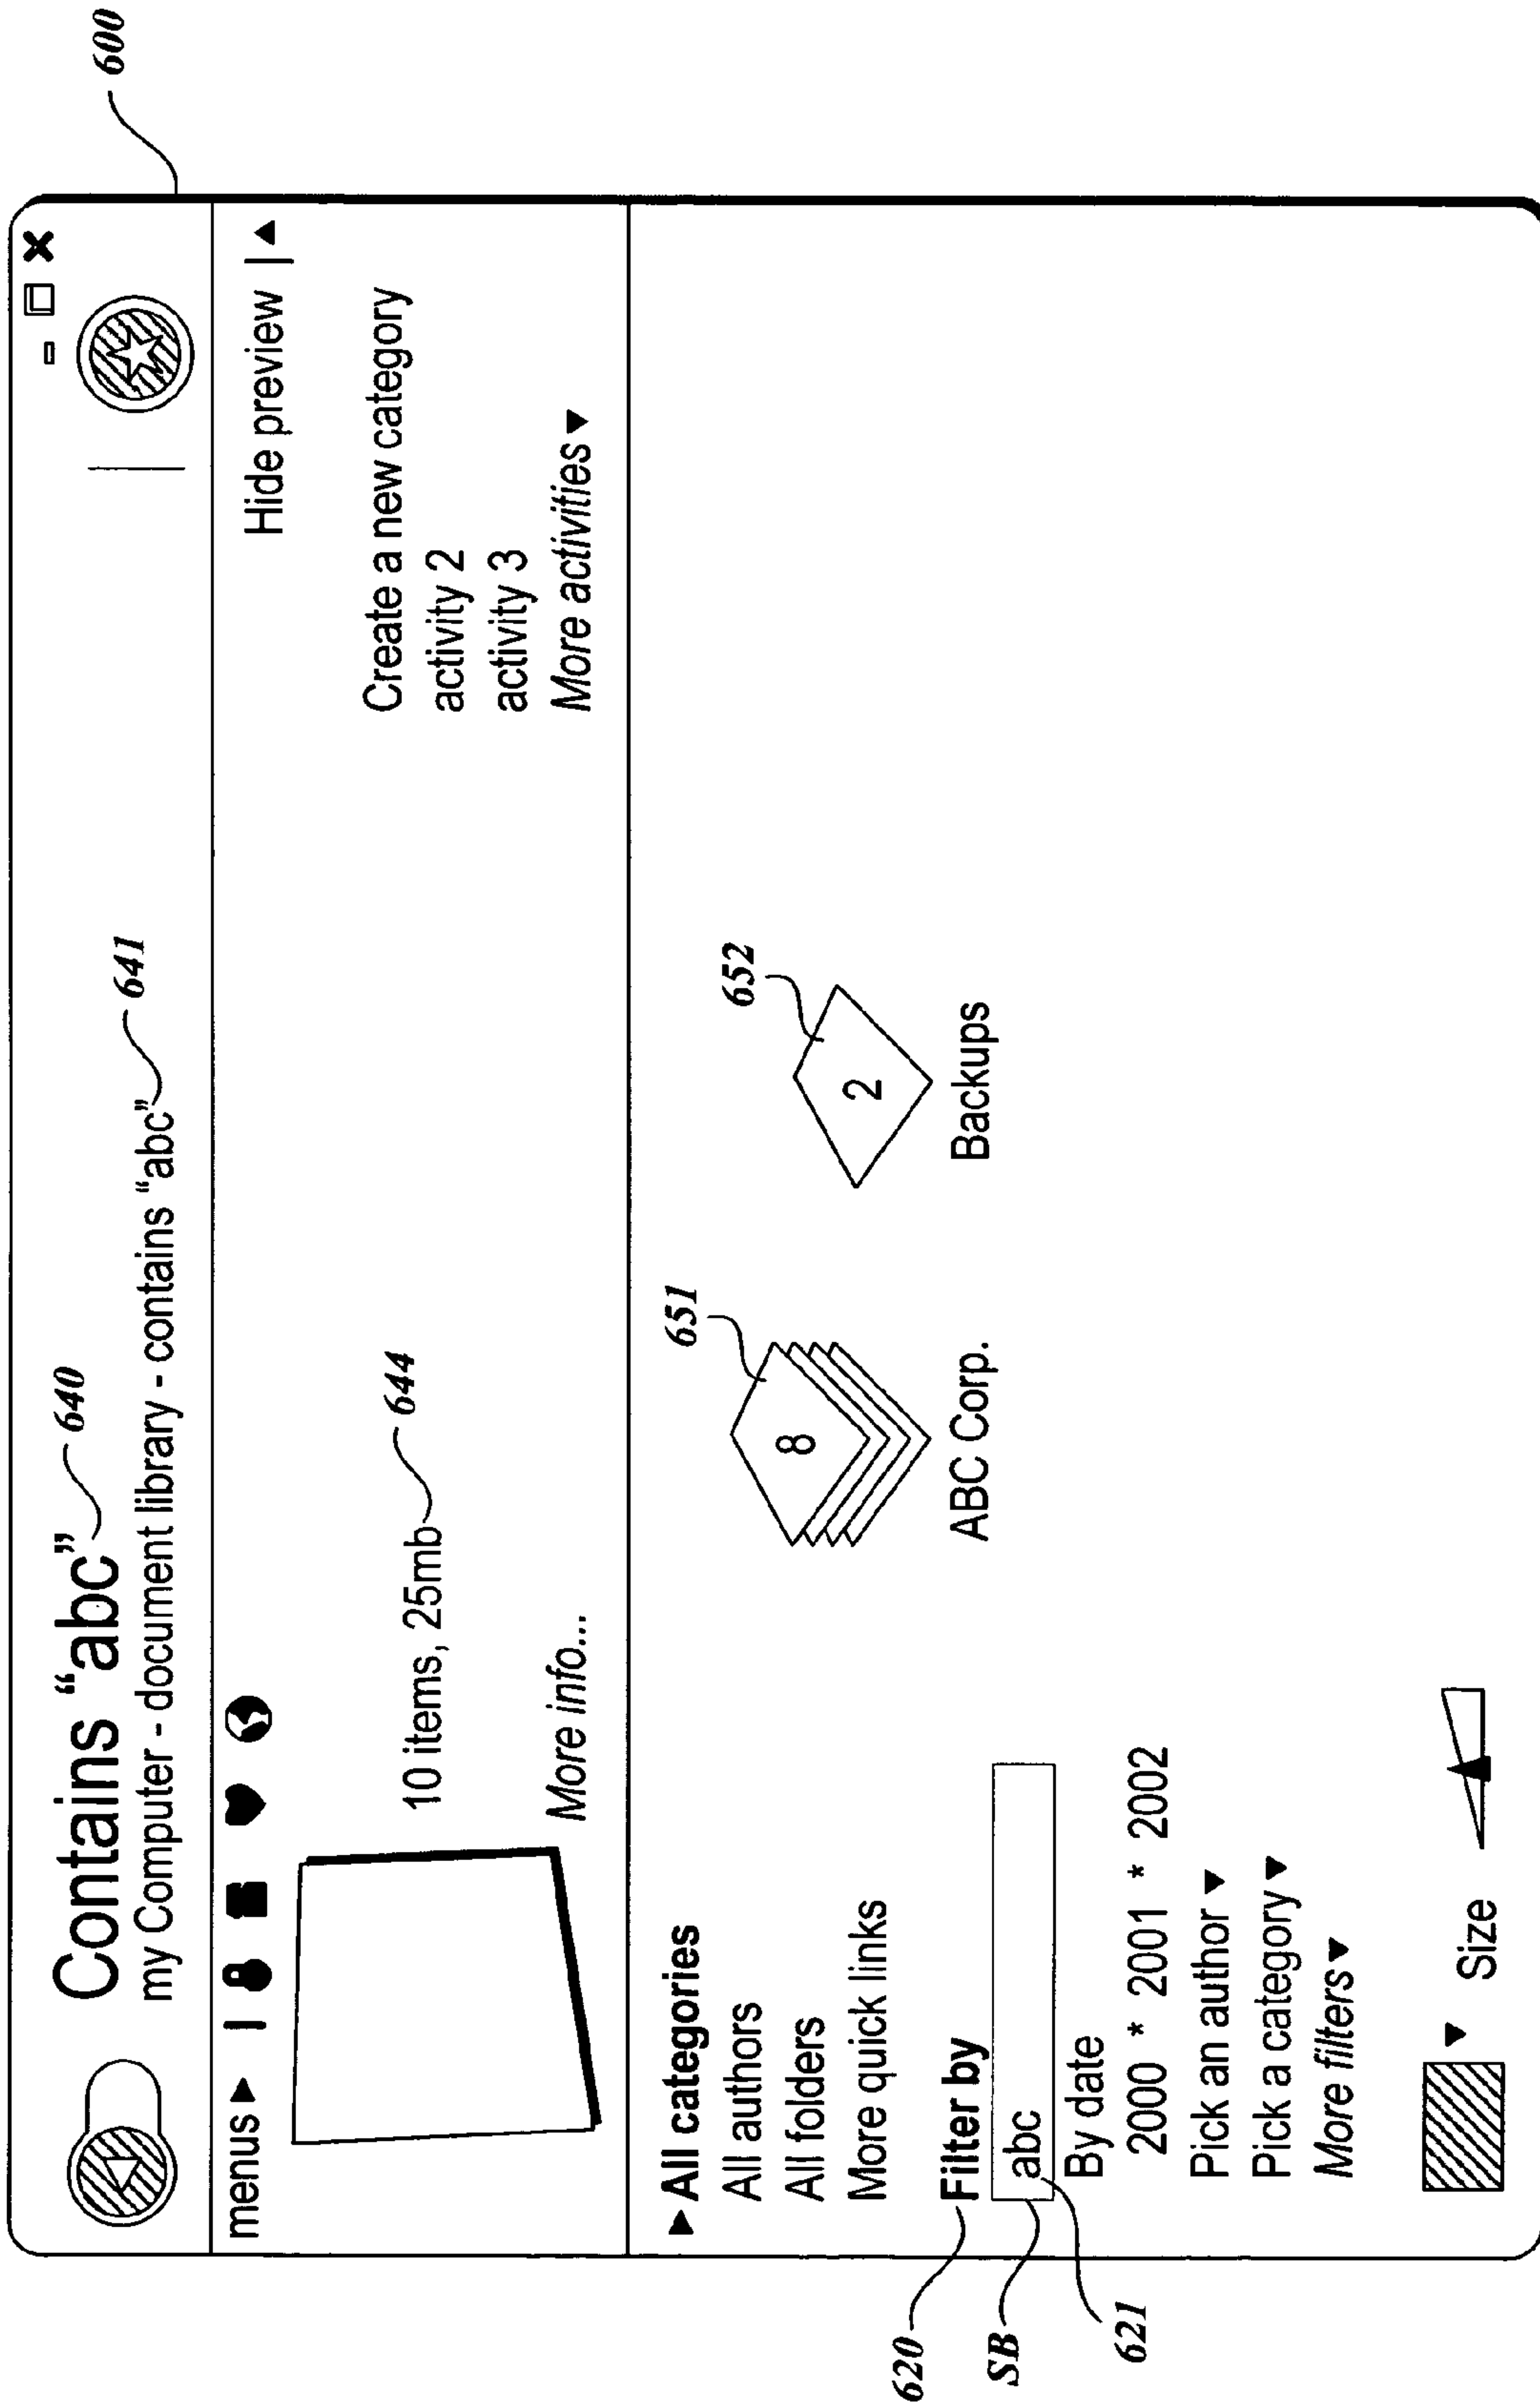 600
Contains “abc” 640
my Computer - document library - contains “abc” 641
menus
Hide preview
10 items, 25mb 644
More info...
Create a new category
activity 2
activity 3
More activities
All categories
All authors
All folders
More quick links
620 Filter by
SB
abc
621
By date
2000 * 2001 * 2002
Pick an author
Pick a category
More filters
Size
651
8
ABC Corp.
652
2
Backups